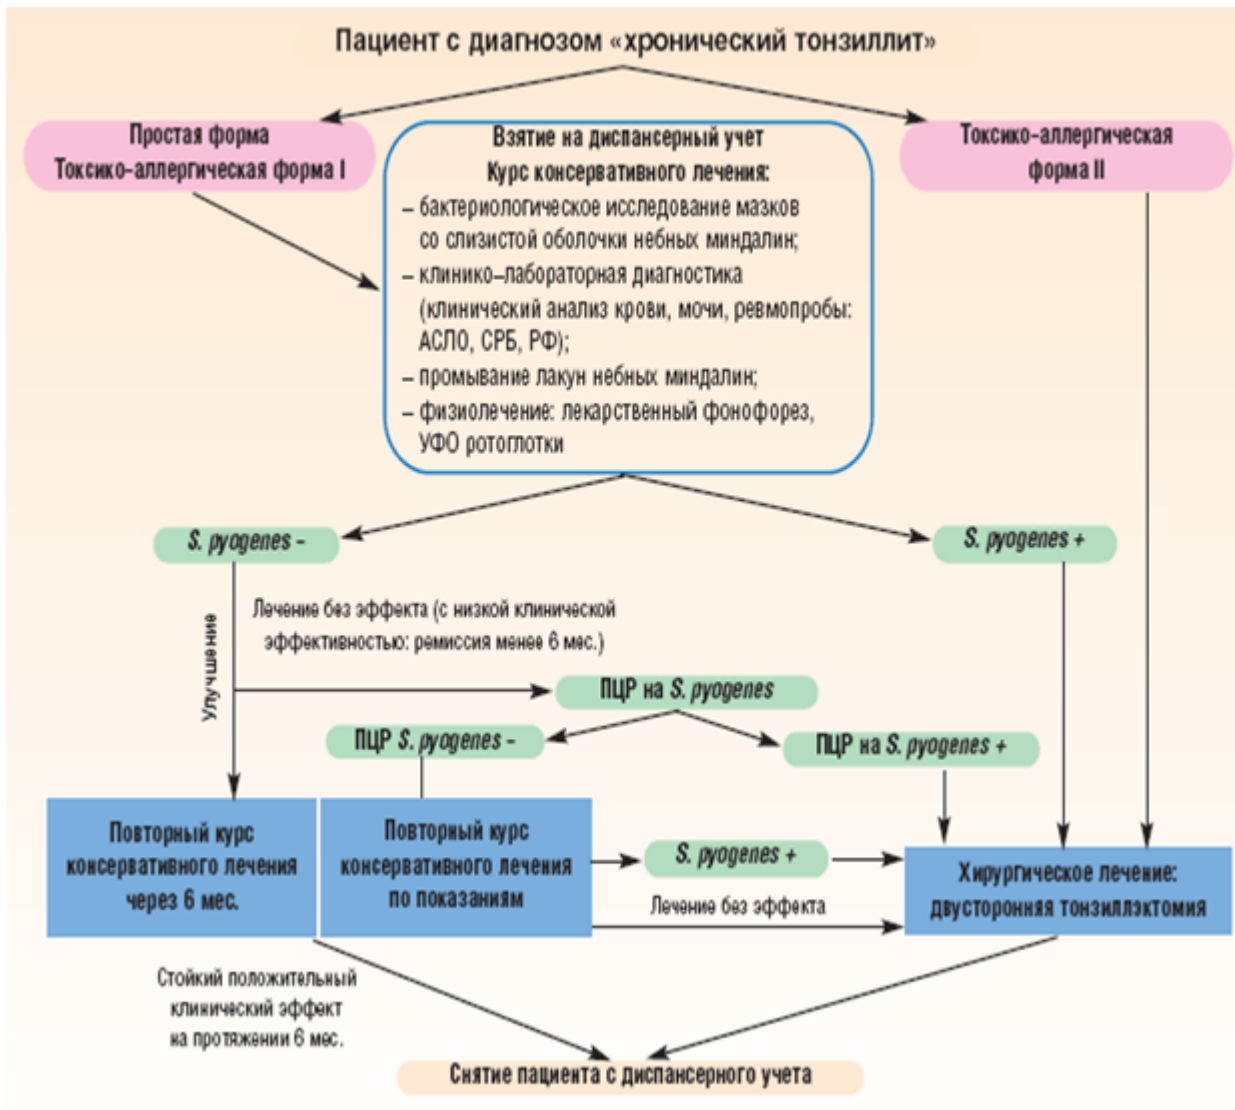 Пациент с диагнозом «хронический тонзиллит»
Простая форма
Токсико-аллергическая форма I
Взятие на диспансерный учет
Курс консервативного лечения:
– бактериологическое исследование мазков
со слизистой оболочки небных миндалин;
– клинико–лабораторная диагностика
(клинический анализ крови, мочи, ревмопробы:
АСЛО, СРБ, РФ);
– промывание лакун небных миндалин;
– физиолечение: лекарственный фонофорез,
УФО ротоглотки
Токсико-аллергическая
форма II
S. pyogenes –
S. pyogenes +
Улучшение
Лечение без эффекта (с низкой клинической
эффективностью: ремиссия менее 6 мес.)
ПЦР на S. pyogenes
ПЦР S. pyogenes –
ПЦР на S. pyogenes +
Повторный курс
консервативного лечения
через 6 мес.
Повторный курс
консервативного лечения
по показаниям
S. pyogenes +
Лечение без эффекта
Хирургическое лечение:
двусторонняя тонзиллэктомия
Стойкий положительный
клинический эффект
на протяжении 6 мес.
Снятие пациента с диспансерного учета